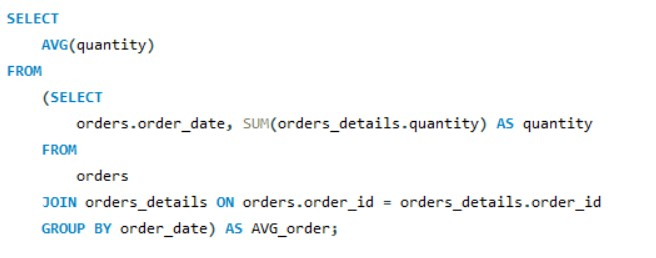 SELECT
AVG(quantity)
FROM
(SELECT
orders.order_date, SUM(orders_details.quantity) AS quantity
FROM
orders
JOIN orders_details ON orders.order_id = orders_details.order_id
GROUP BY order_date) AS AVG_order;